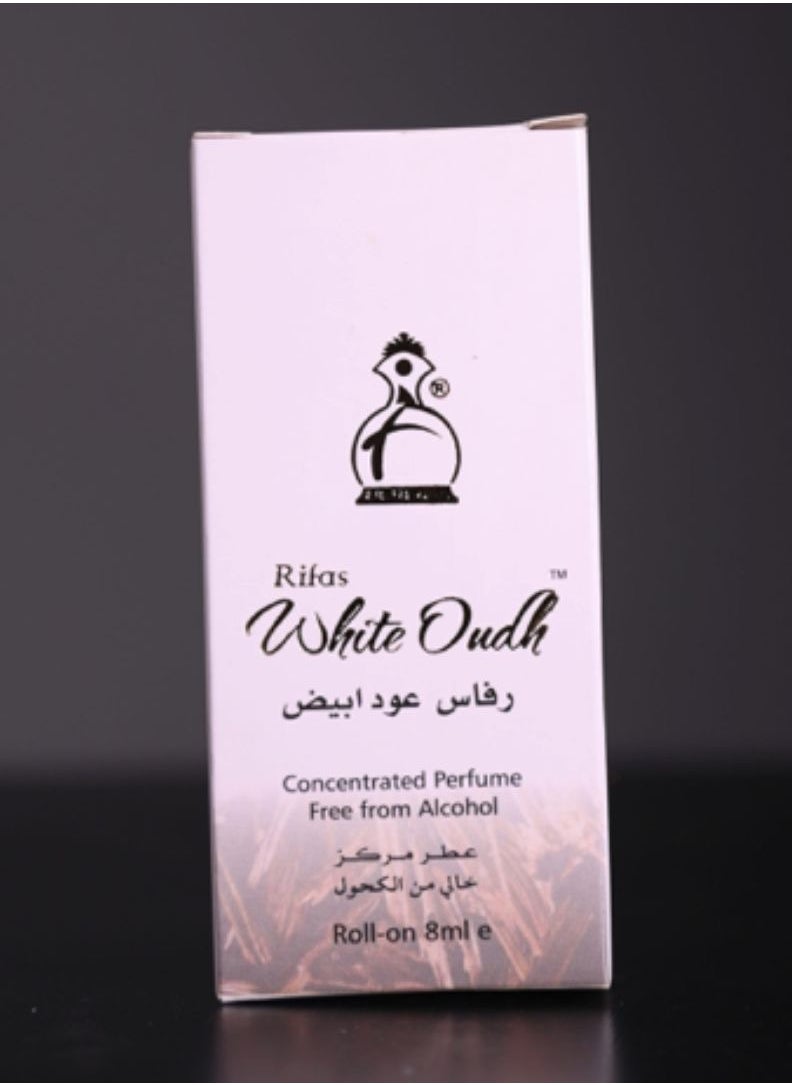 ®
Rifas
™
White Oudh
رفاس عود ابيض
Concentrated Perfume
Free from Alcohol
عطر مركز
خالي من الكحول
Roll-on 8ml e